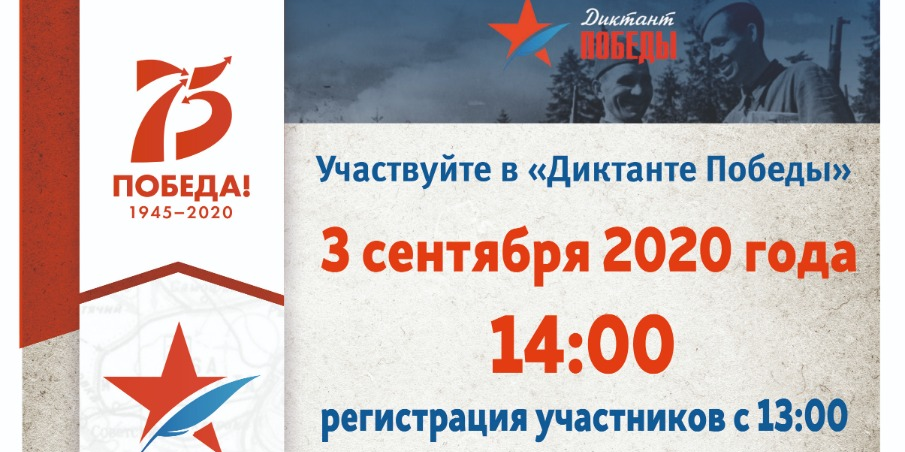 75
ПОБЕДА!
1945–2020
Диктант
ПОБЕДЫ
Участвуйте в «Диктанте Победы»
3 сентября 2020 года
14:00
регистрация участников с 13:00